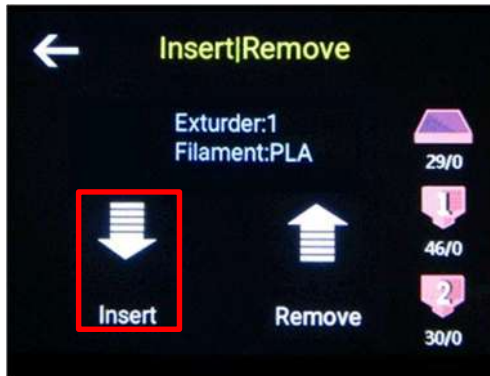 Insert|Remove
Exturder:1
Filament:PLA
29/0
1
46/0
Insert
Remove
2
30/0